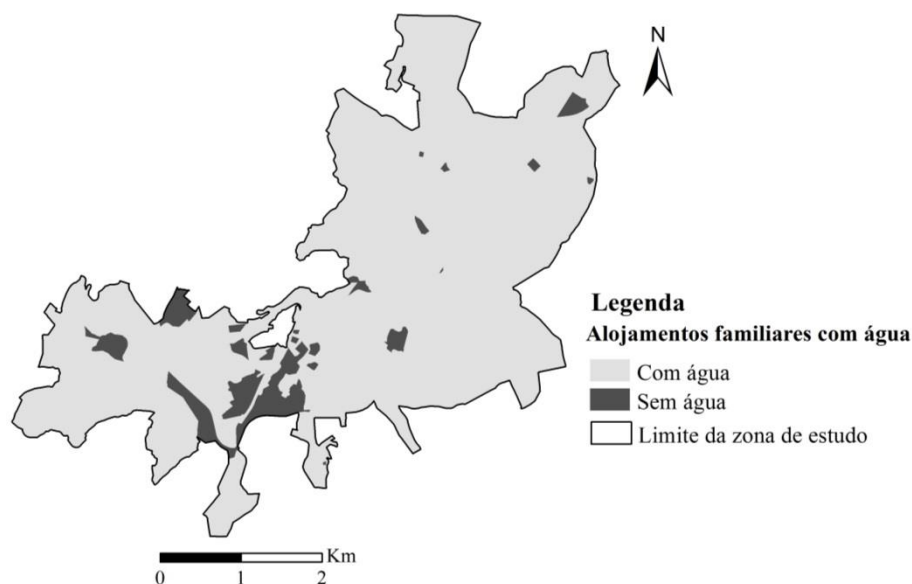 N
Legenda
Alojamentos familiares com água
Com água
Sem água
Limite da zona de estudo
Km
0 1 2